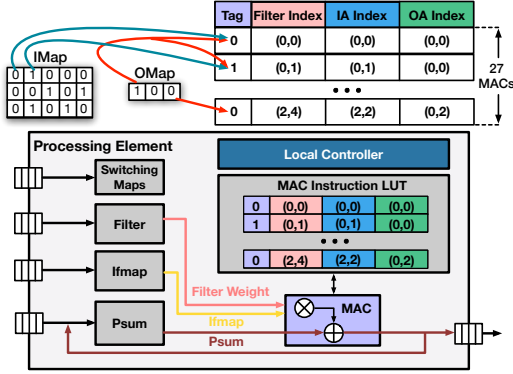 Tag Filter Index IA Index OA Index
0 (0,0) (0,0) (0,0)
1 (0,1) (0,1) (0,0)
...
0 (2,4) (2,2) (0,2)
27
MACs
IMap
0 1 0 0 0
0 0 1 0 1
0 1 0 1 0
OMap
1 0 0
Processing Element
Switching
Maps
Filter
Ifmap
Psum
Local Controller
MAC Instruction LUT
0 (0,0) (0,0) (0,0)
1 (0,1) (0,1) (0,0)
...
0 (2,4) (2,2) (0,2)
Filter Weight
Ifmap
Psum
MAC